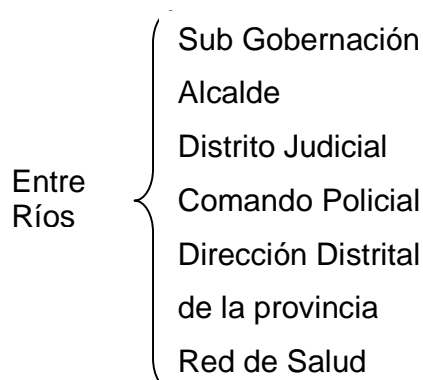 Entre
Ríos
Sub Gobernación
Alcalde
Distrito Judicial
Comando Policial
Dirección Distrital
de la provincia
Red de Salud